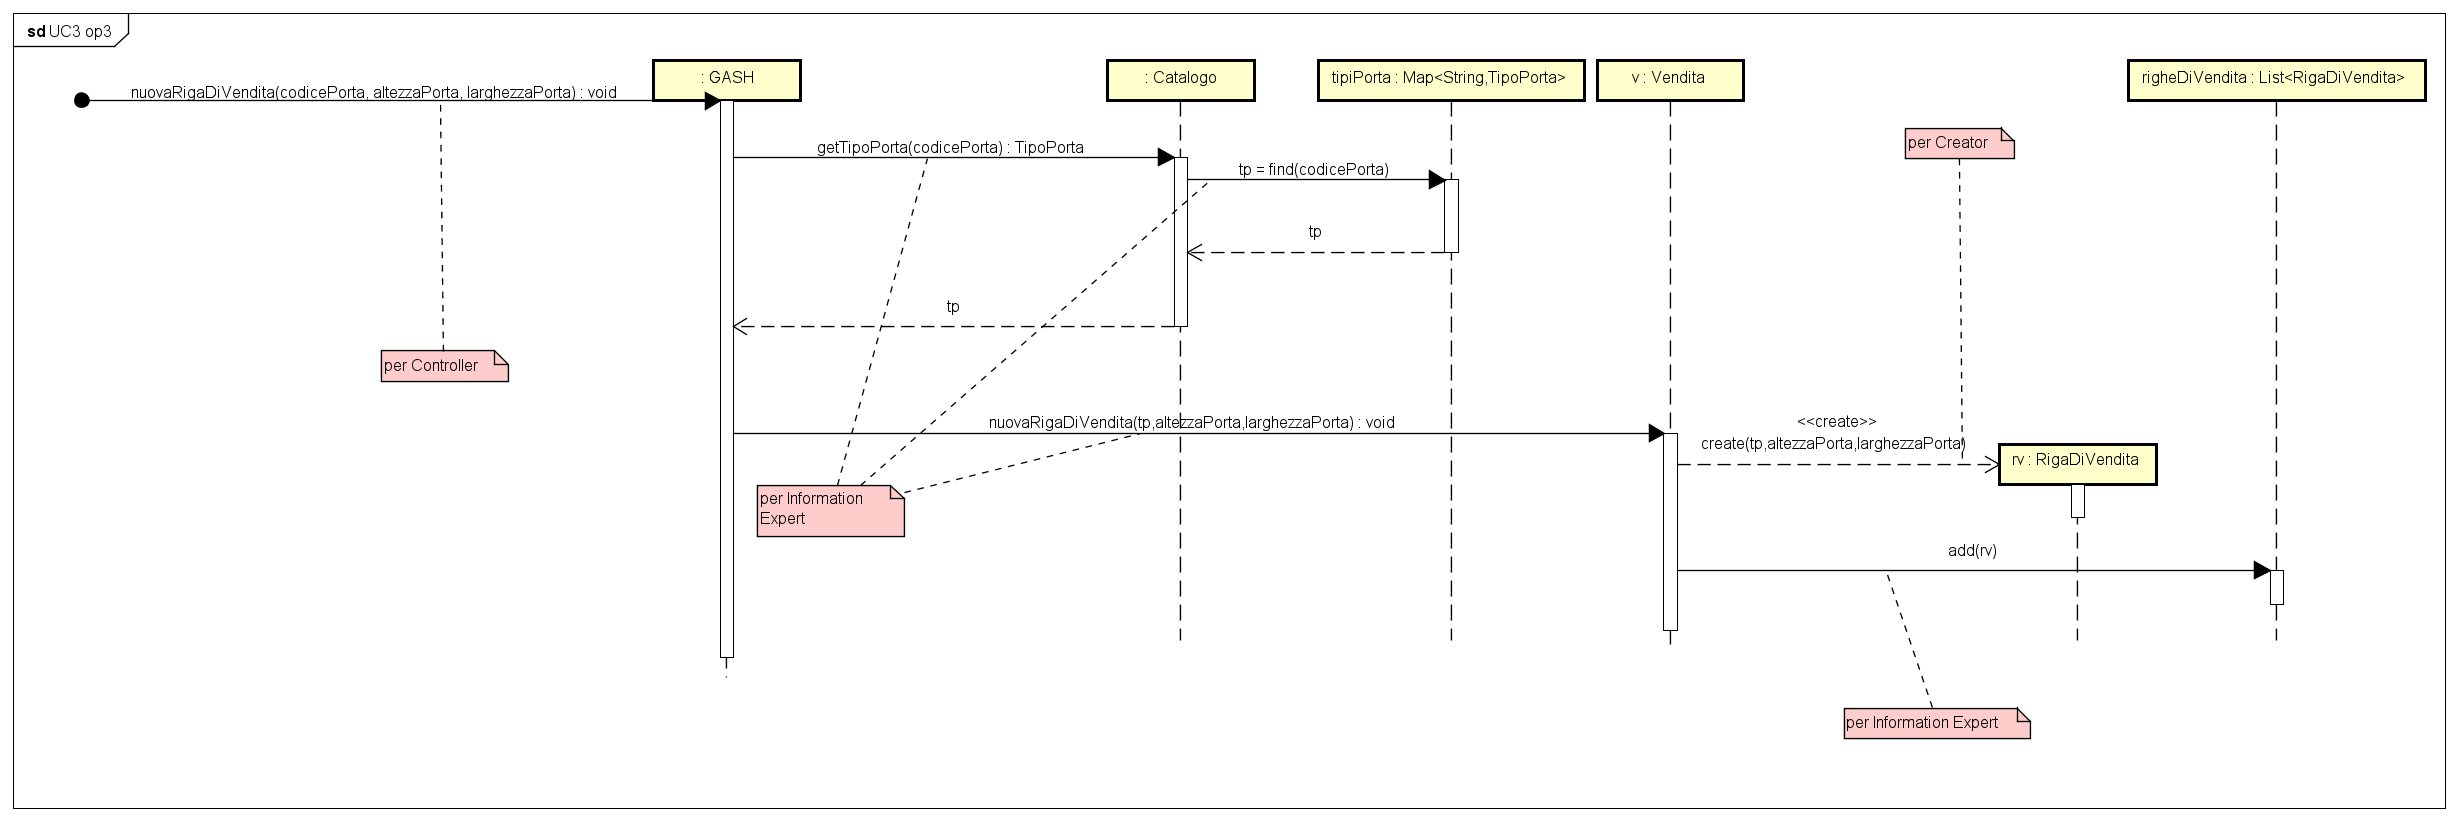 sd UC3 op3
: GASH
: Catalogo
tipiPorta : Map<String,TipoPorta>
v : Vendita
righeDiVendita : List<RigaDiVendita>
nuovaRigaDiVendita(codicePorta, altezzaPorta, larghezzaPorta) : void
per Creator
getTipoPorta(codicePorta) : TipoPorta
tp = find(codicePorta)
tp
tp
per Controller
nuovaRigaDiVendita(tp,altezzaPorta,larghezzaPorta) : void
<<create>>
create(tp,altezzaPorta,larghezzaPorta)
rv : RigaDiVendita
per Information
Expert
add(rv)
per Information Expert